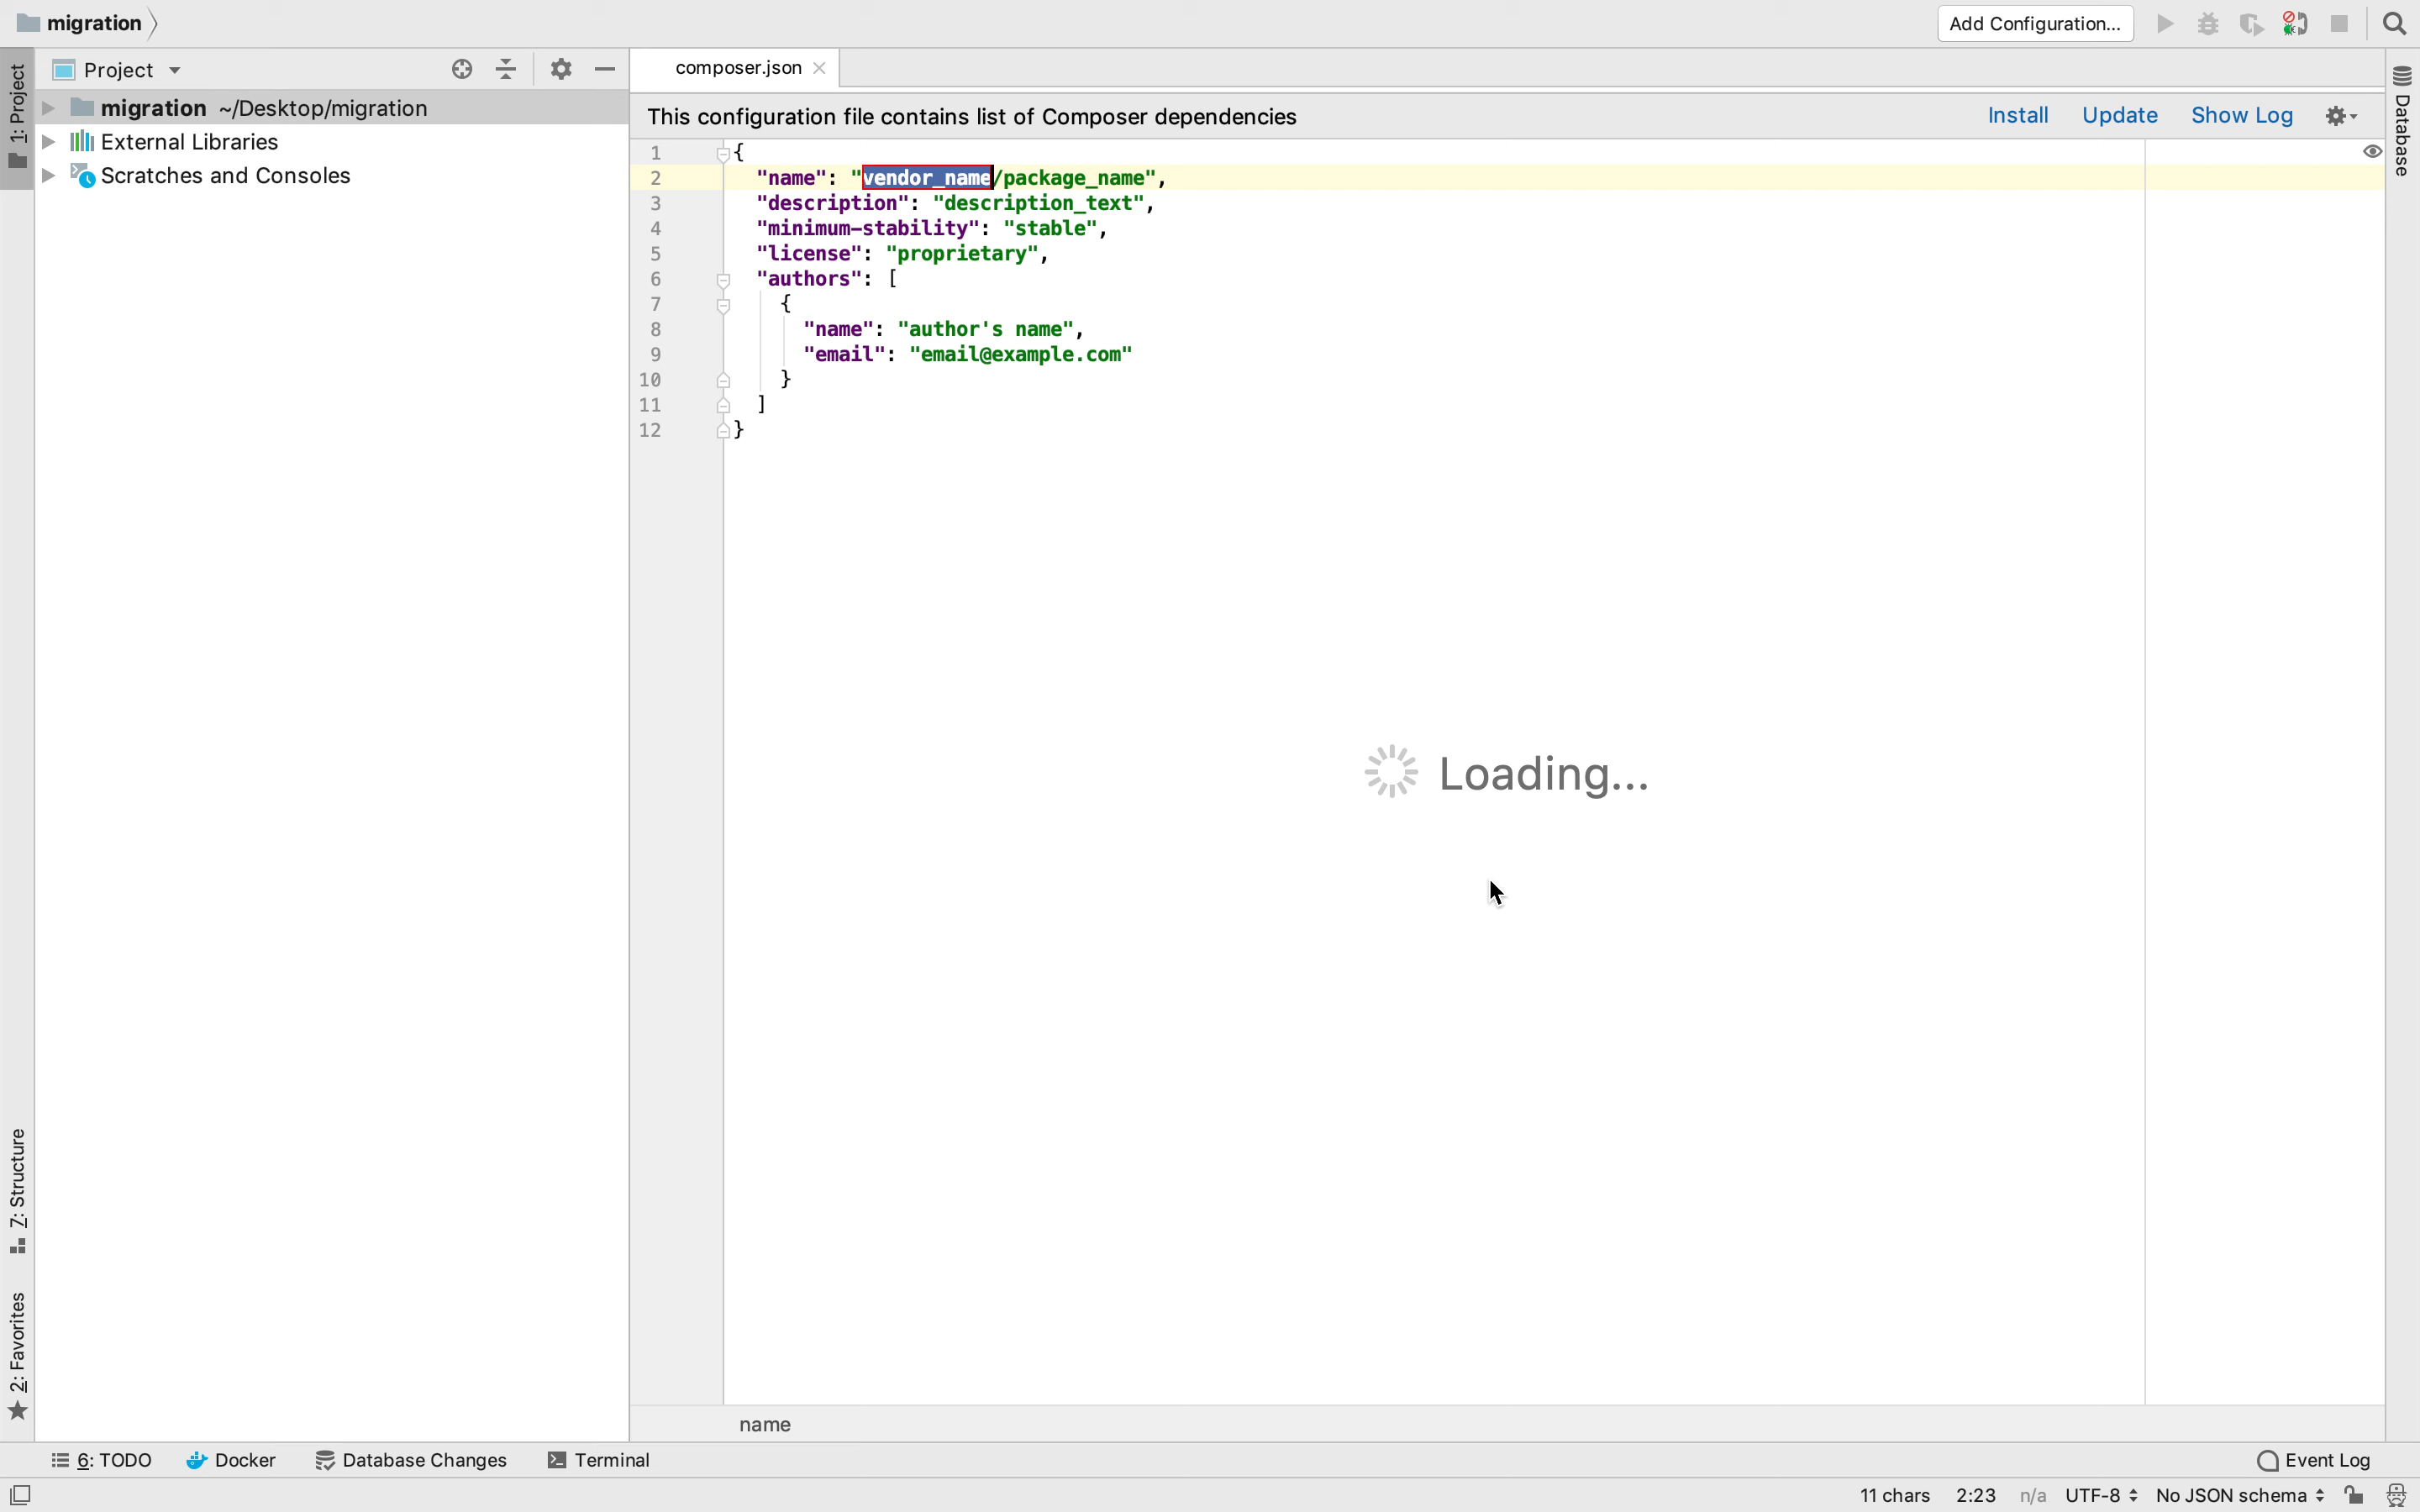 migration
Add Configuration...
1: Project
Project
composer.json
migration ~/Desktop/migration
External Libraries
Scratches and Consoles
This configuration file contains list of Composer dependencies
Install Update Show Log
Database
1 {
2 "name": "vendor_name/package_name",
3 "description": "description_text",
4 "minimum-stability": "stable",
5 "license": "proprietary",
6 "authors": [
7 {
8 "name": "author's name",
9 "email": "email@example.com"
10 }
11 ]
12 }
Loading...
7: Structure
2: Favorites
name
6: TODO Docker Database Changes Terminal Event Log
11 chars 2:23 n/a UTF-8 No JSON schema